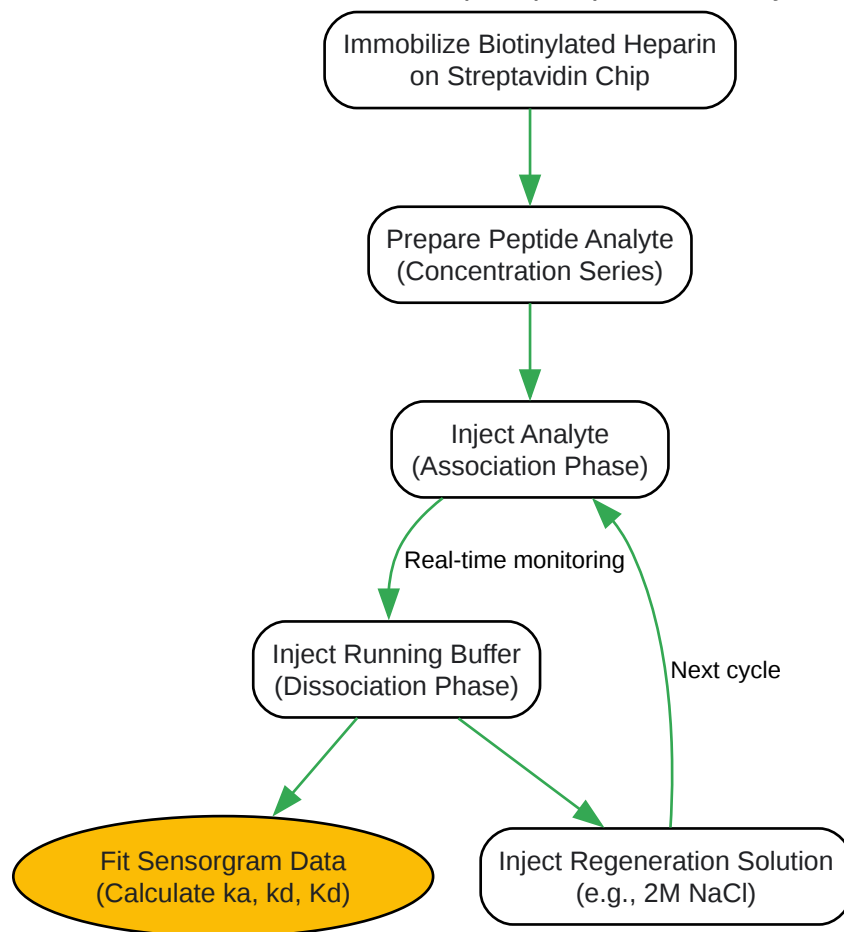 Immobilize Biotinylated Heparin
on Streptavidin Chip
Prepare Peptide Analyte
(Concentration Series)
Inject Analyte
(Association Phase)
Real-time monitoring
Inject Running Buffer
(Dissociation Phase)
Next cycle
Fit Sensorgram Data
(Calculate ka, kd, Kd)
Inject Regeneration Solution
(e.g., 2M NaCl)